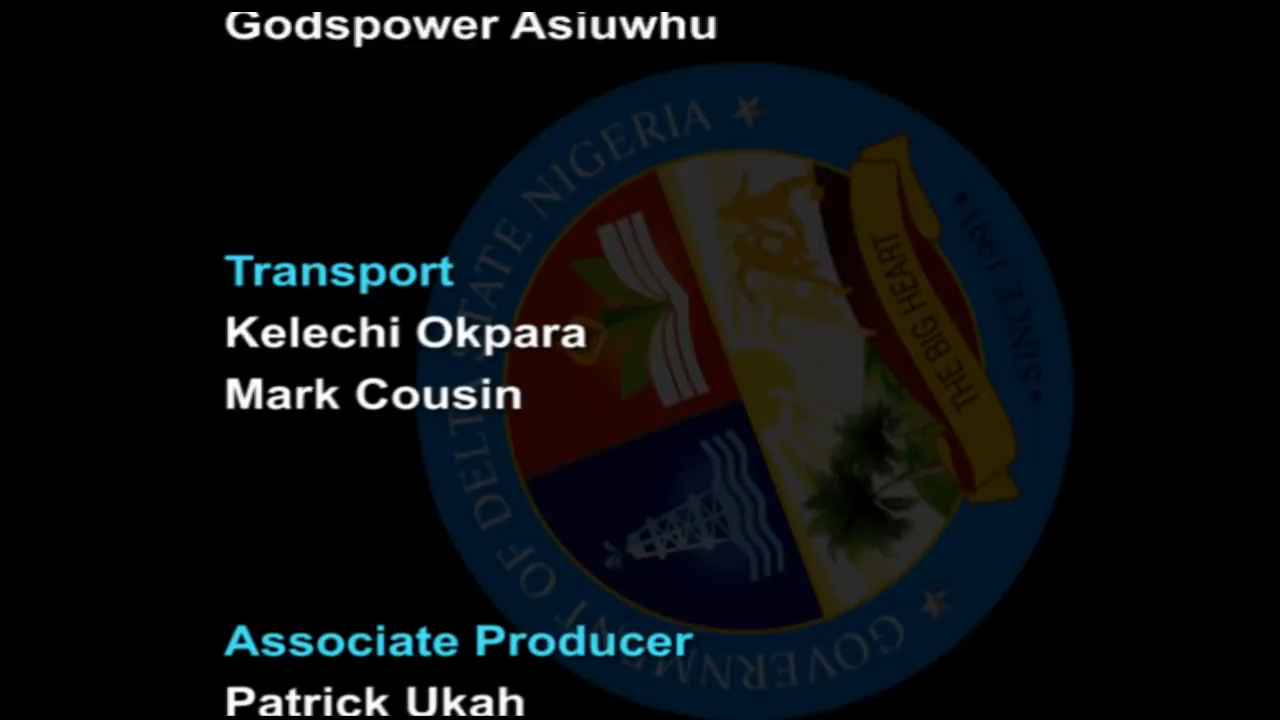 Godspower Asiuwhu
Transport
Kelechi Okpara
Mark Cousin
Associate Producer
Patrick Ukah
GOVERNMENT OF DELTA STATE NIGERIA
THE BIG HEART
SINCE 1991